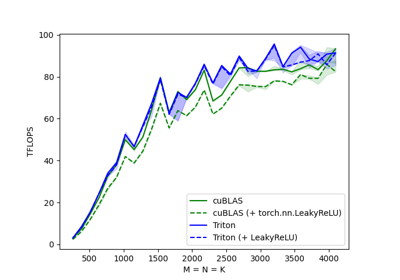 100
80
60
40
20
0
TFLOPS
cuBLAS
cuBLAS (+ torch.nn.LeakyReLU)
Triton
Triton (+ LeakyReLU)
500 1000 1500 2000 2500 3000 3500 4000
M = N = K